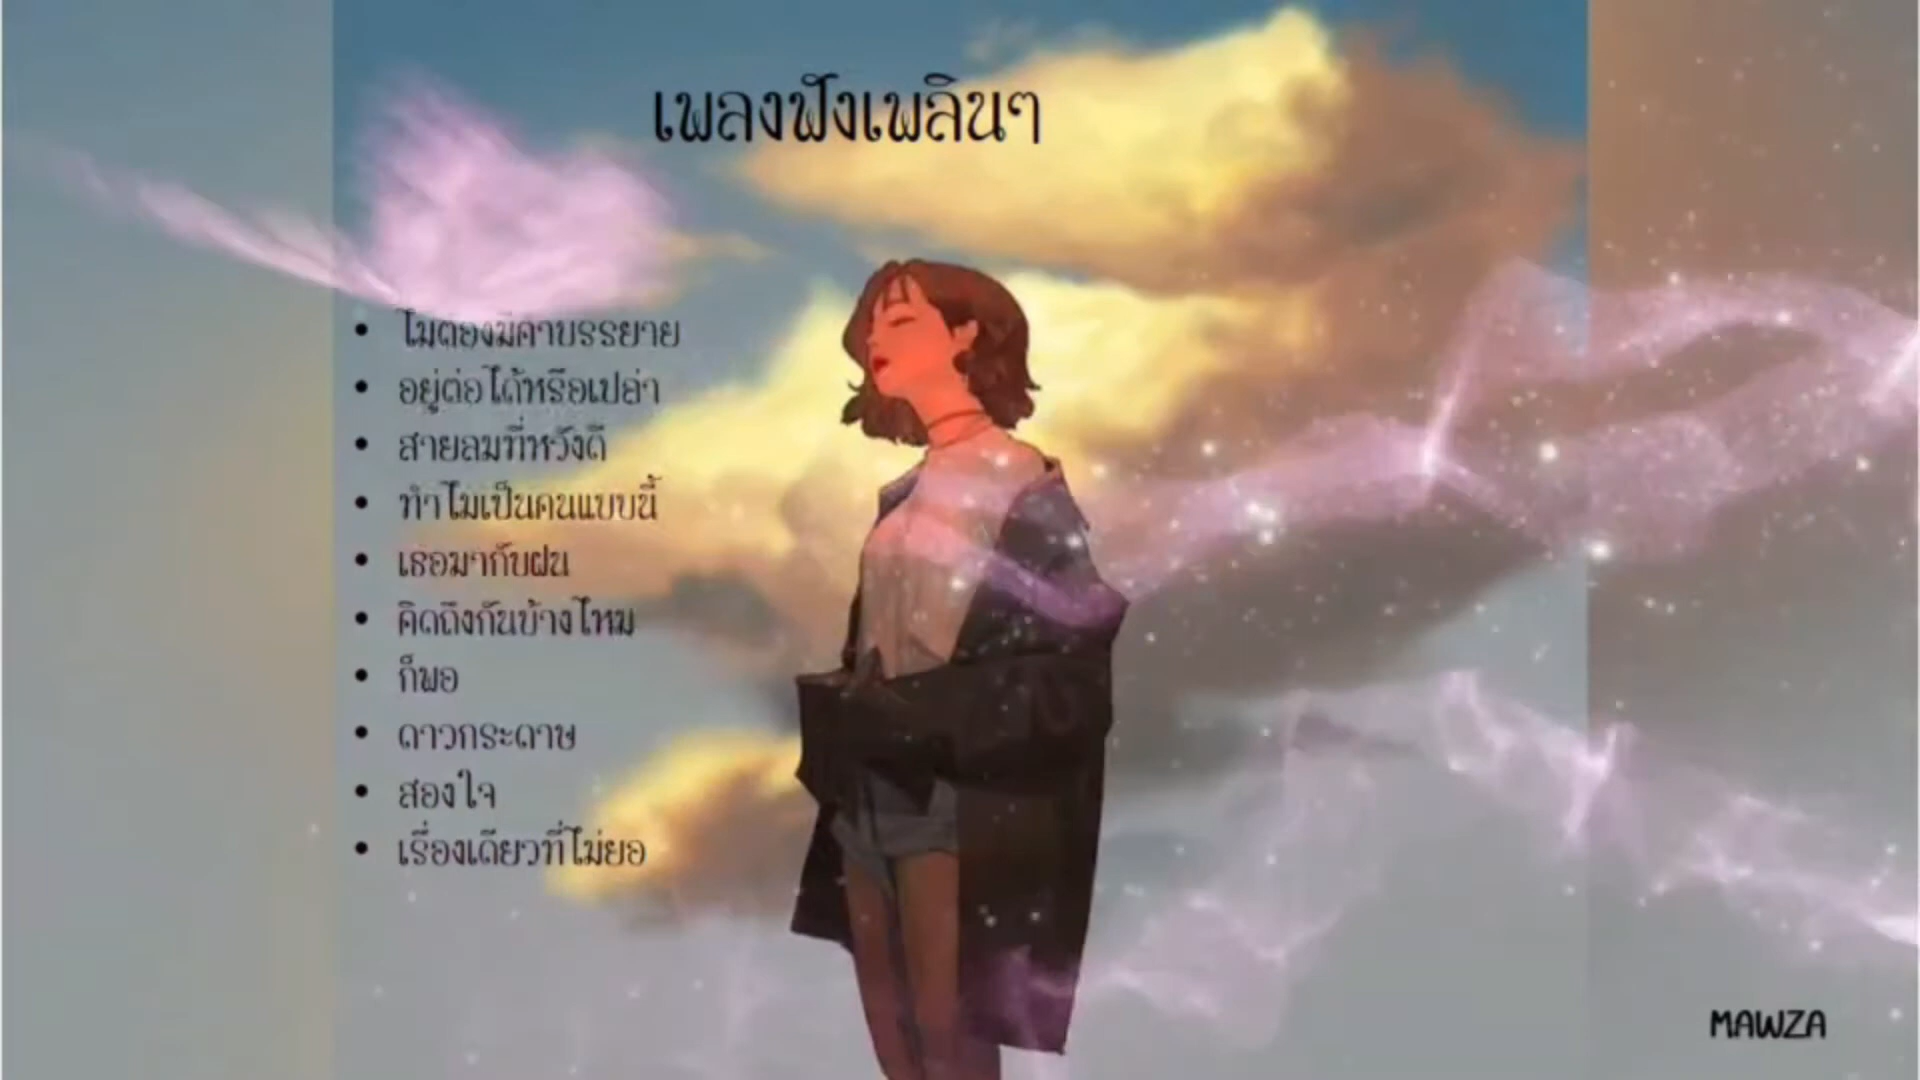 เพลงฟังเพลินๆ
• ไม่ต้องมีคำบรรยาย
• อยู่ต่อได้หรือเปล่า
• สายลมที่หวังดี
• ทำไมเป็นคนแบบนี้
• เธอมากับฝน
• คิดถึงกันบ้างไหม
• ก็พอ
• ดาวกระดาษ
• สองใจ
• เรื่องเดียวที่ไม่ยอ
MAWZA